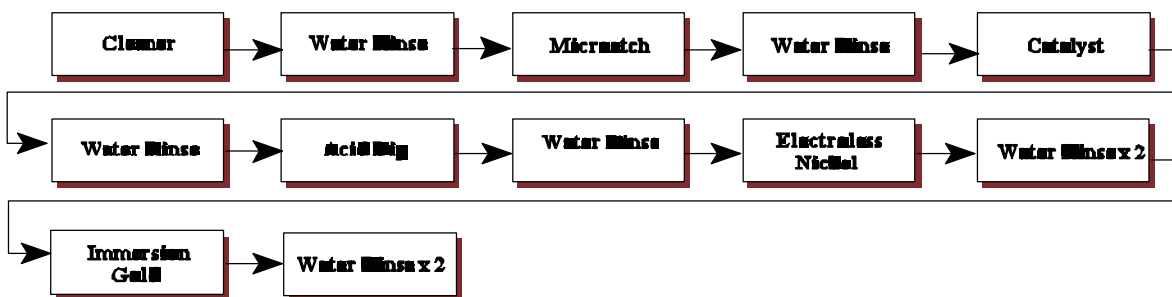 Cleaner
Water Rinse
Microetch
Water Rinse
Catalyst
Water Rinse
Acid Dip
Water Rinse
Electroless
Nickel
Water Rinse x 2
Immersion
Gold
Water Rinse x 2